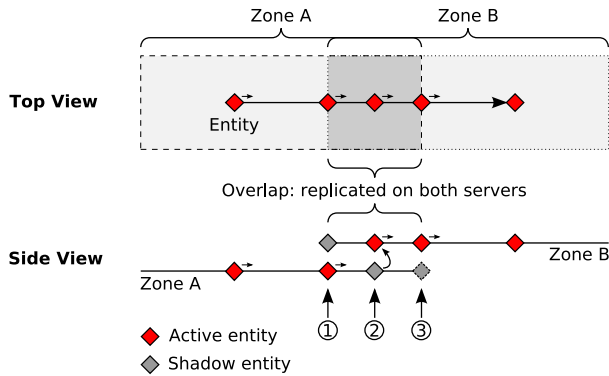 Zone A
Zone B
Top View
Entity
Overlap: replicated on both servers
Side View
Zone B
Zone A
① ② ③
Active entity
Shadow entity